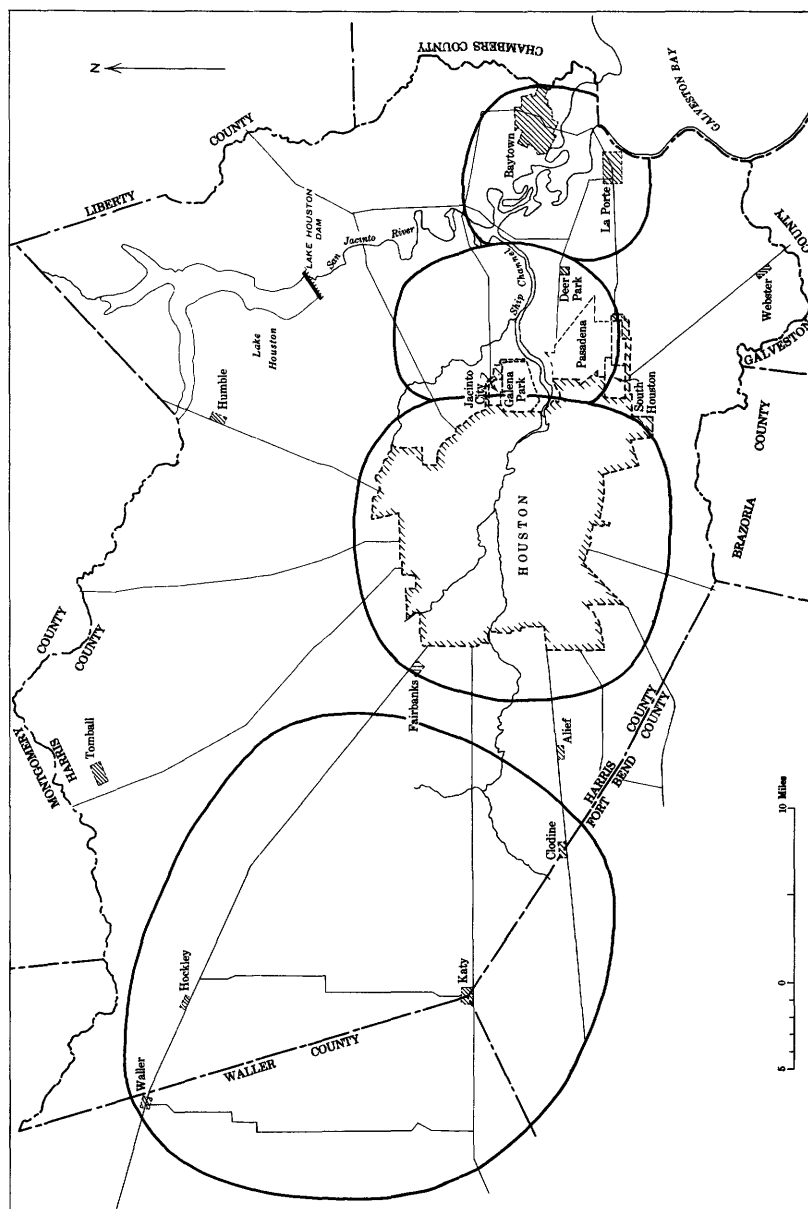 N
LIBERTY
COUNTY
CHAMBERS COUNTY
COUNTY
COUNTY
MONTGOMERY
HARRIS
Tomball
Humble
Lake
Houston
LAKE HOUSTON
DAM
San Jacinto River
Baytown
GALVESTON BAY
La Porte
Ship Channel
Deer
Park
Jacinto
City
Galena
Park
Pasadena
South
Houston
Webster
COUNTY
GALVESTON
COUNTY
BRAZORIA
HOUSTON
Fairbanks
Alief
Clodine
HARRIS COUNTY
FORT BEND COUNTY
Hockley
Waller
Katy
WALLER COUNTY
5 0 10 Miles